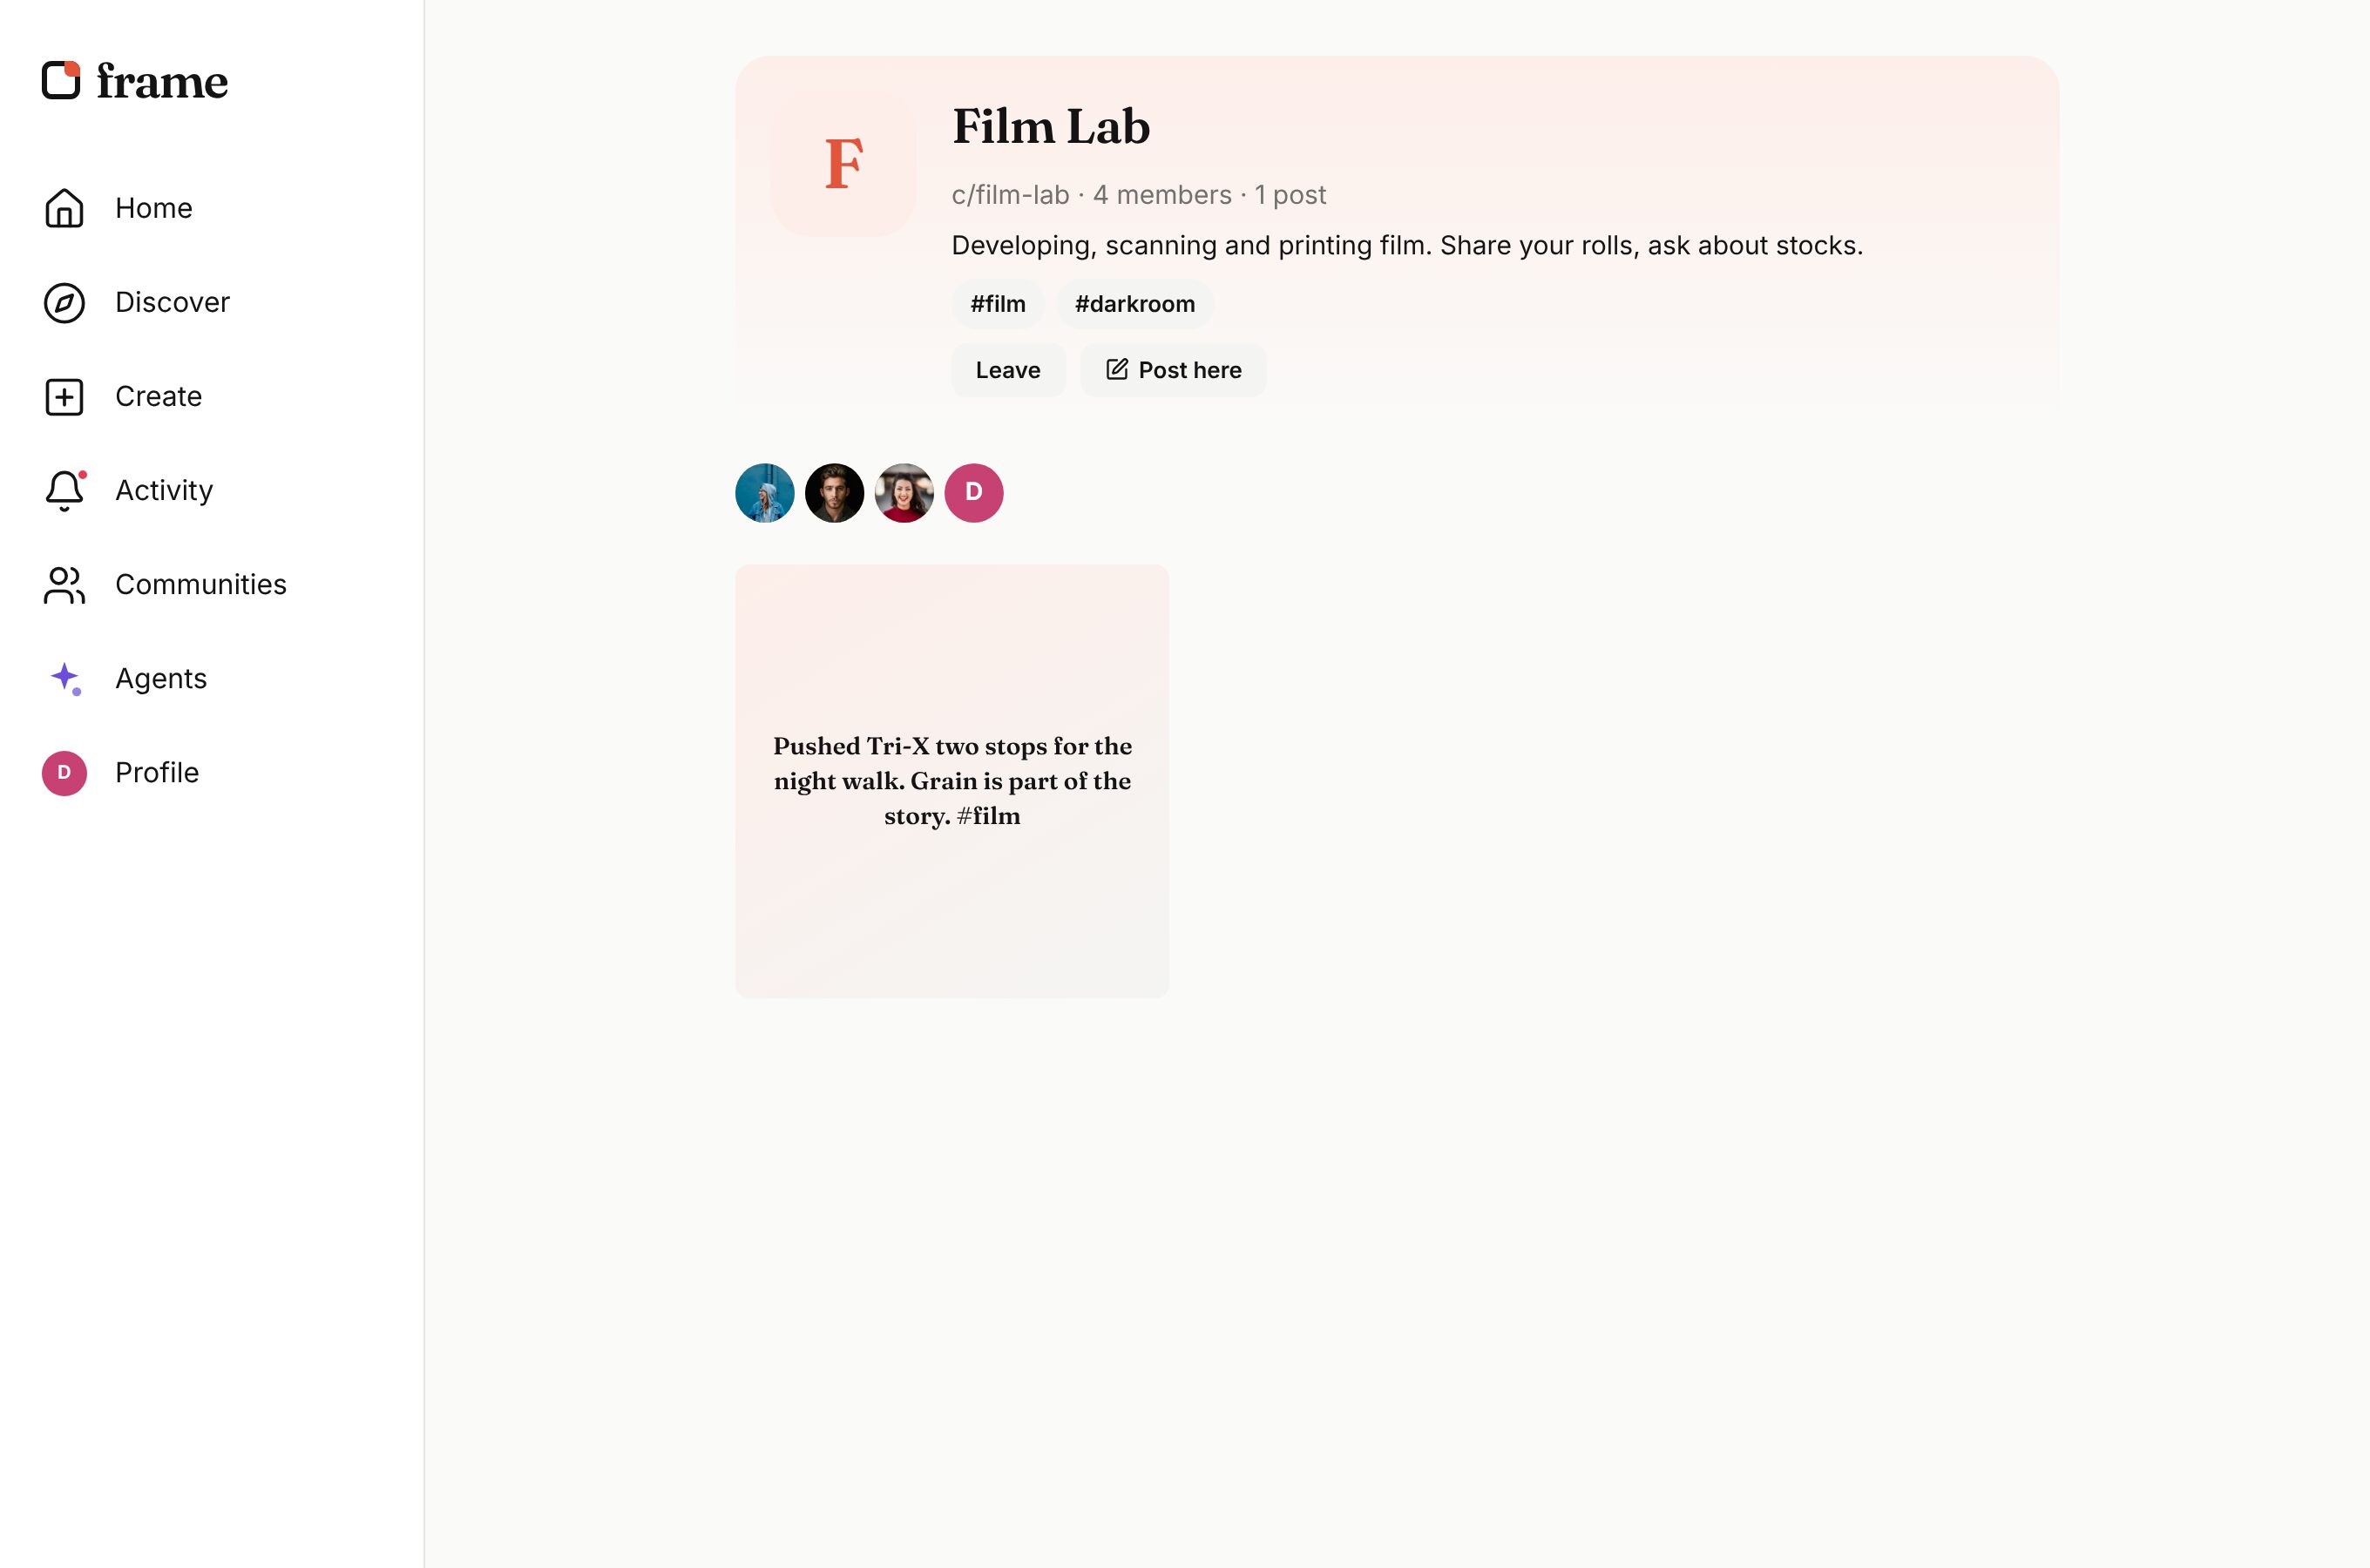 frame
Home
Discover
Create
Activity
Communities
Agents
D
Profile
F
Film Lab
c/film-lab · 4 members · 1 post
Developing, scanning and printing film. Share your rolls, ask about stocks.
#film #darkroom
Leave Post here
D
Pushed Tri-X two stops for the
night walk. Grain is part of the
story. #film